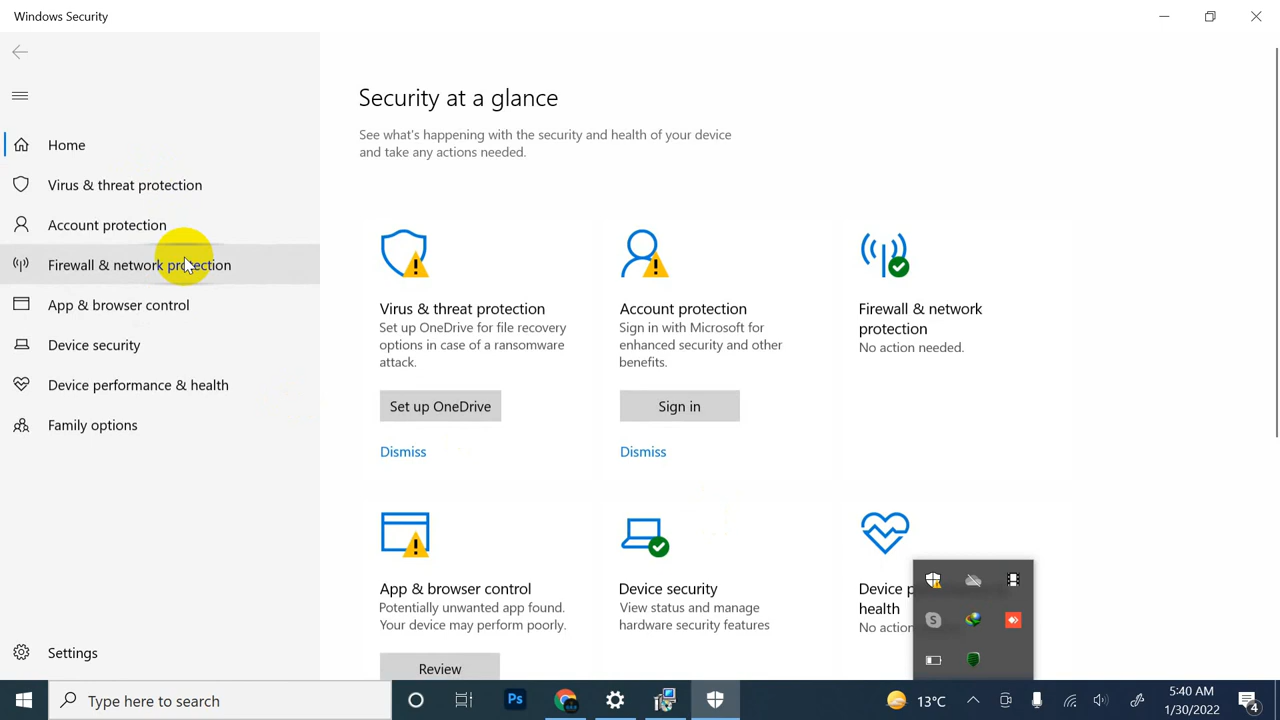 Windows Security
Home
Virus & threat protection
Account protection
Firewall & network protection
App & browser control
Device security
Device performance & health
Family options
Settings
Security at a glance
See what's happening with the security and health of your device
and take any actions needed.
Virus & threat protection
Set up OneDrive for file recovery
options in case of a ransomware
attack.
Set up OneDrive
Dismiss
Account protection
Sign in with Microsoft for
enhanced security and other
benefits.
Sign in
Dismiss
Firewall & network
protection
No action needed.
App & browser control
Potentially unwanted app found.
Your device may perform poorly.
Review
Device security
View status and manage
hardware security features
Device
health
No
S
Type here to search
Ps
13°C
5:40 AM
1/30/2022
4